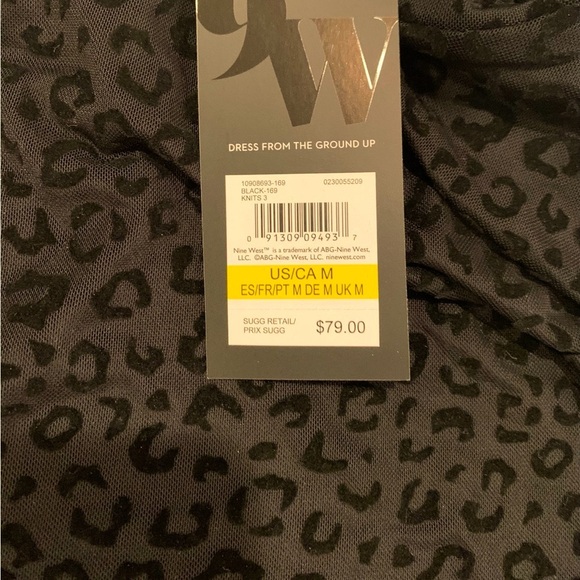 9W
DRESS FROM THE GROUND UP
10908693-169 0230055209
BLACK-169
KNITS 3
0 91309 09493 7
Nine West™ is a trademark of ABG-Nine West,
LLC. ©ABG-Nine West, LLC. ninewest.com
US/CA M
ES/FR/PT M DE M UK M
SUGG RETAIL/
PRIX SUGG $79.00